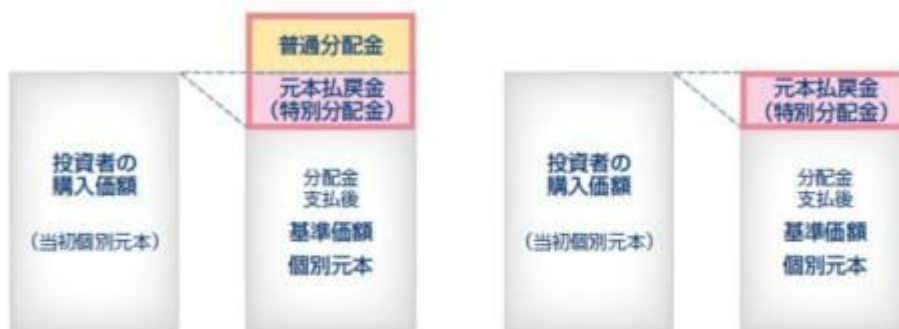 普通分配金
元本払戻金
(特別分配金)
投資者の
購入価額
(当初個別元本)
分配金
支払後
基準価額
個別元本
元本払戻金
(特別分配金)
投資者の
購入価額
(当初個別元本)
分配金
支払後
基準価額
個別元本